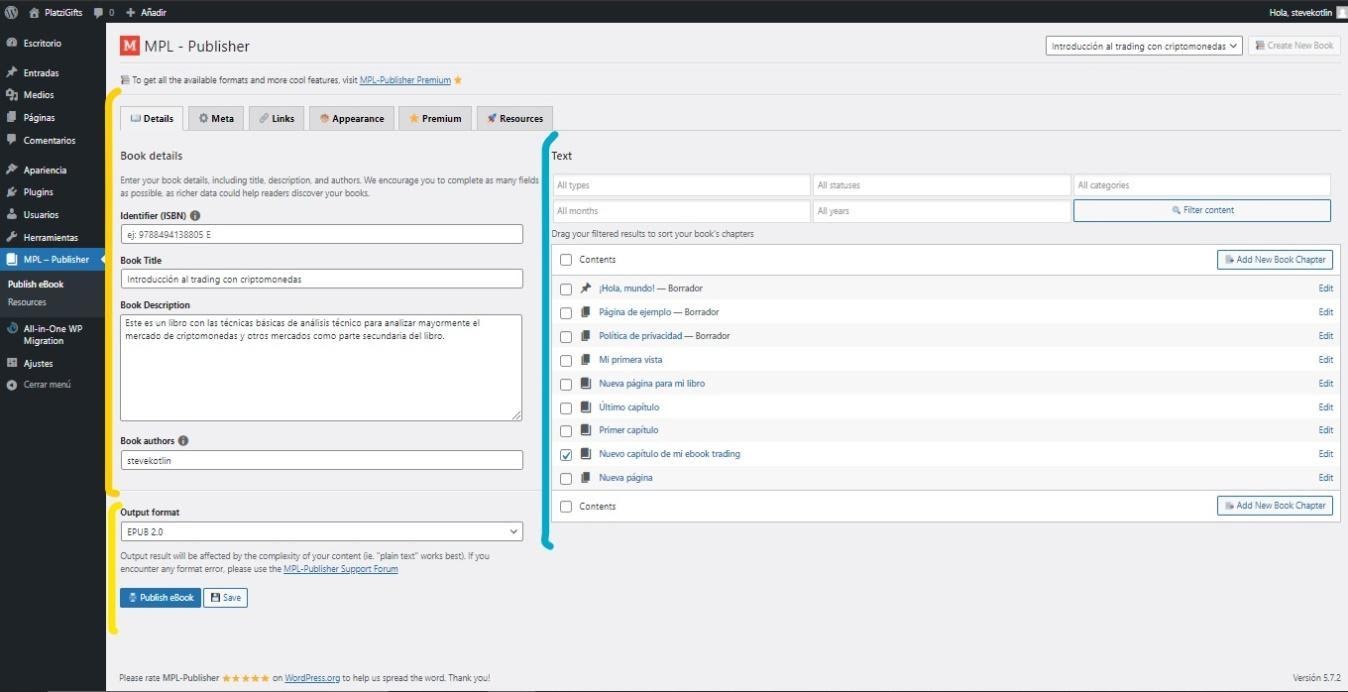 PlatziGifts 0 + Añadir Hola, stevekotlin
Escritorio
Entradas
Medios
Páginas
Comentarios
Apariencia
Plugins
Usuarios
Herramientas
MPL – Publisher
Publish eBook
Resources
All-in-One WP
Migration
Ajustes
Cerrar menú
M MPL - Publisher
Introducción al trading con criptomonedas Create New Book
To get all the available formats and more cool features, visit MPL-Publisher Premium
Details Meta Links Appearance Premium Resources
Book details
Enter your book details, including title, description, and authors. We encourage you to complete as many fields
as possible, as richer data could help readers discover your books.
Identifier (ISBN)
ej: 9788494138805 E
Book Title
Introducción al trading con criptomonedas
Book Description
Este es un libro con las técnicas básicas de análisis técnico para analizar mayormente el
mercado de criptomonedas y otros mercados como parte secundaria del libro.
Book authors
stevekotlin
Output format
EPUB 2.0
Output result will be affected by the complexity of your content (ie. "plain text" works best). If you
encounter any format error, please use the MPL-Publisher Support Forum
Publish eBook Save
Text
All types All statuses All categories
All months All years Filter content
Drag your filtered results to sort your book's chapters
Contents Add New Book Chapter
¡Hola, mundo! — Borrador Edit
Página de ejemplo — Borrador Edit
Política de privacidad — Borrador Edit
Mi primera vista Edit
Nueva página para mi libro Edit
Último capítulo Edit
Primer capítulo Edit
Nuevo capítulo de mi ebook trading Edit
Nueva página Edit
Contents Add New Book Chapter
Please rate MPL-Publisher ★★★★★ on WordPress.org to help us spread the word. Thank you! Versión 5.7.2